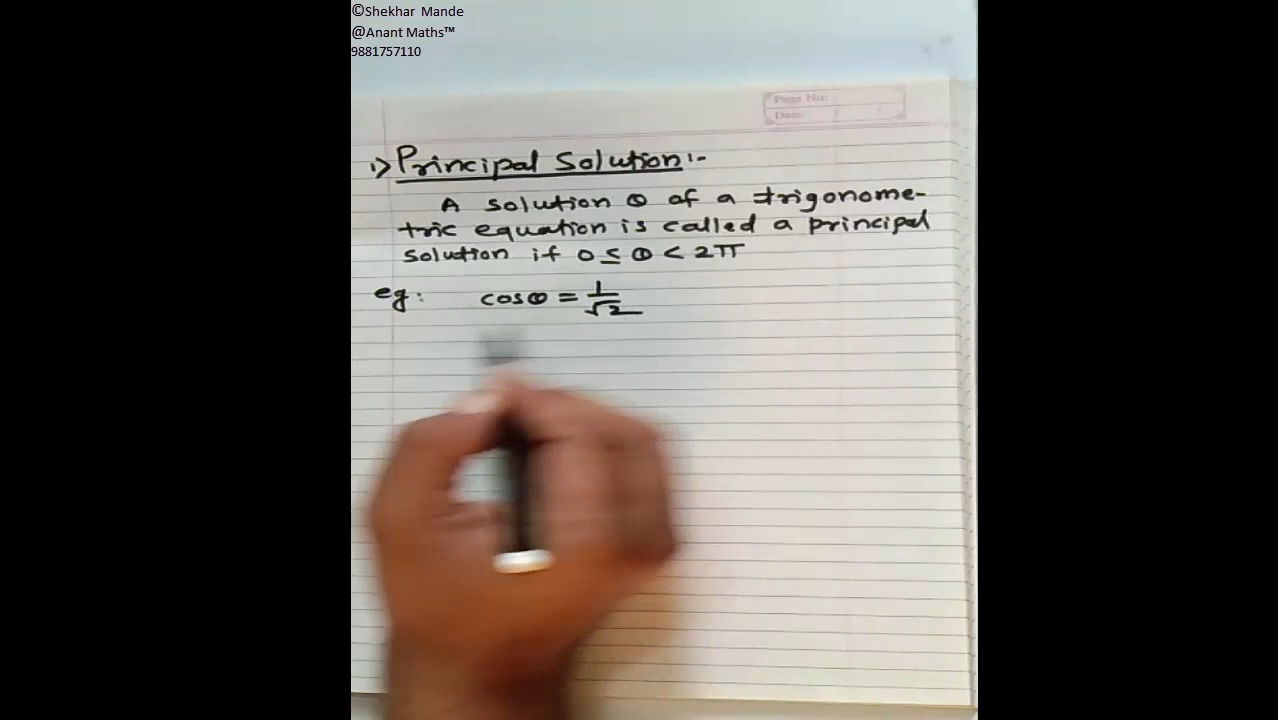 ©Shekhar Mande
@Anant Maths™
9881757110
Page No:
Date:
1) Principal Solution:-
A solution θ of a trigonome-
tric equation is called a principal
solution if 0 ≤ θ < 2π
eg: cosθ = 1/√2